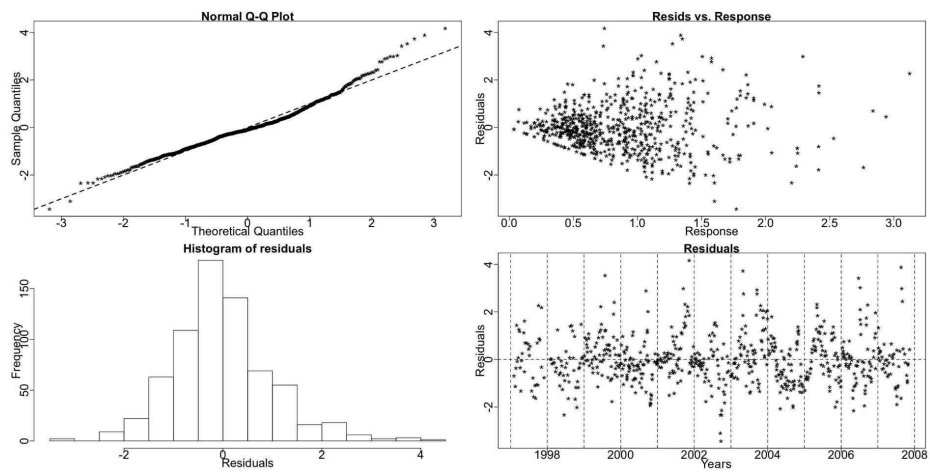 Normal Q-Q Plot
Sample Quantiles
4
2
0
-2
-3 -2 -1 0 1 2 3
Theoretical Quantiles
Resids vs. Response
Residuals
4
2
0
-2
0.0 0.5 1.0 1.5 2.0 2.5 3.0
Response
Histogram of residuals
Frequency
150
100
50
0
-2 0 2 4
Residuals
Residuals
Residuals
4
2
0
-2
1998 2000 2002 2004 2006 2008
Years